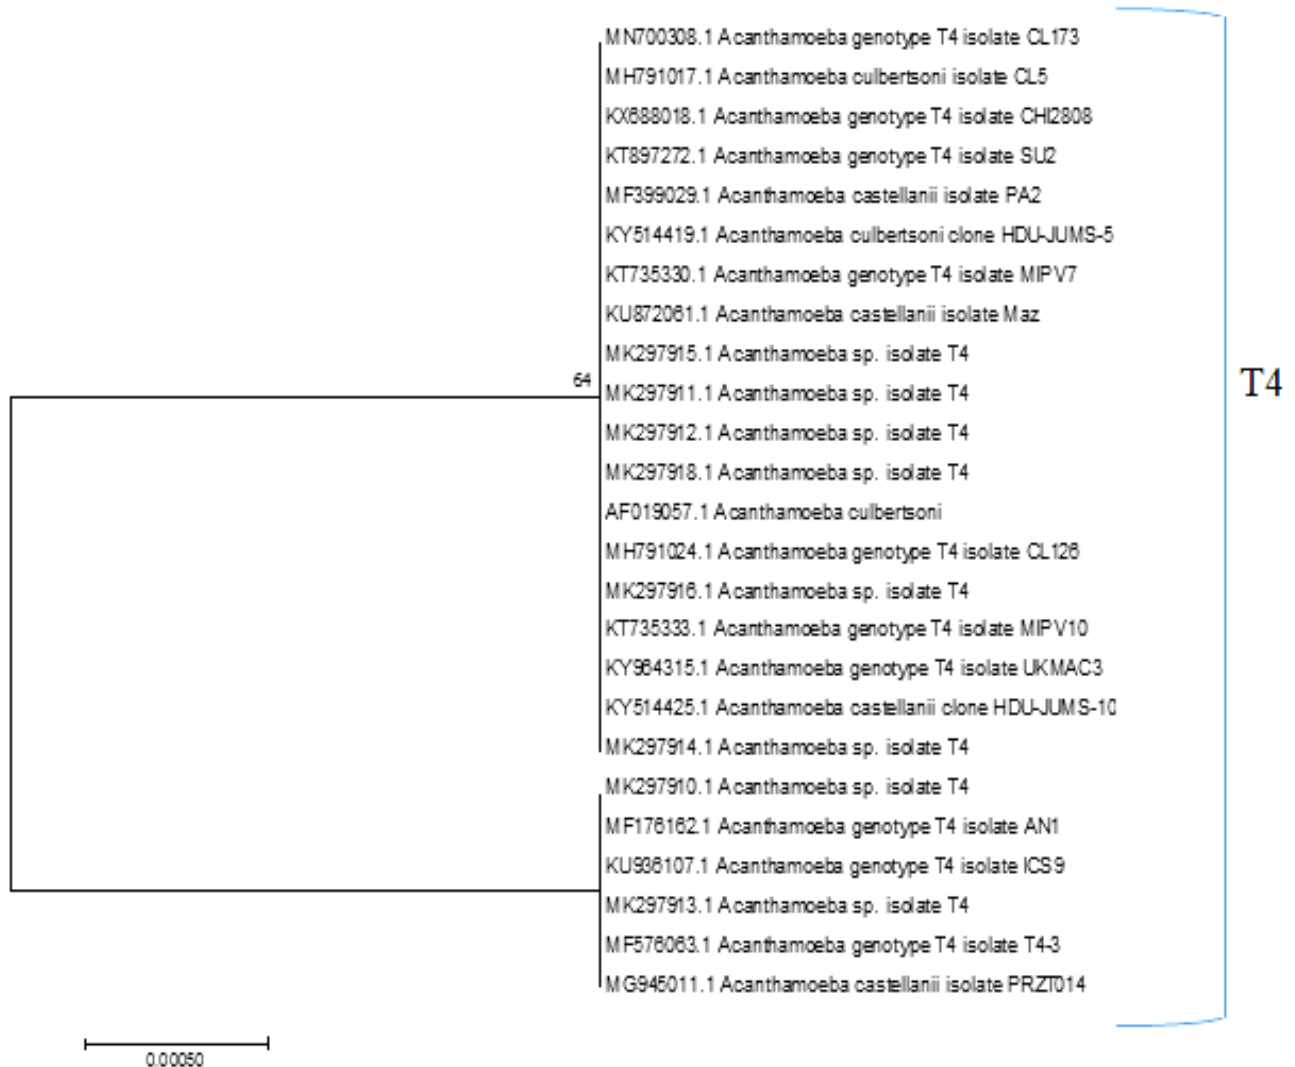 MN700308.1 Acanthamoeba genotype T4 isolate CL173
MH791017.1 Acanthamoeba culbertsoni isolate CL5
KX688018.1 Acanthamoeba genotype T4 isolate CHI2808
KT897272.1 Acanthamoeba genotype T4 isolate SU2
MF399029.1 Acanthamoeba castellanii isolate PA2
KY514419.1 Acanthamoeba culbertsoni clone HDU-JUMS-5
KT735330.1 Acanthamoeba genotype T4 isolate MIPV7
KU872061.1 Acanthamoeba castellanii isolate Maz
MK297915.1 Acanthamoeba sp. isolate T4
64
MK297911.1 Acanthamoeba sp. isolate T4
T4
MK297912.1 Acanthamoeba sp. isolate T4
MK297918.1 Acanthamoeba sp. isolate T4
AF019057.1 Acanthamoeba culbertsoni
MH791024.1 Acanthamoeba genotype T4 isolate CL126
MK297916.1 Acanthamoeba sp. isolate T4
KT735333.1 Acanthamoeba genotype T4 isolate MIPV10
KY964315.1 Acanthamoeba genotype T4 isolate UKMAC3
KY514425.1 Acanthamoeba castellanii clone HDU-JUMS-10
MK297914.1 Acanthamoeba sp. isolate T4
MK297910.1 Acanthamoeba sp. isolate T4
MF176162.1 Acanthamoeba genotype T4 isolate AN1
KU936107.1 Acanthamoeba genotype T4 isolate ICS9
MK297913.1 Acanthamoeba sp. isolate T4
MF576063.1 Acanthamoeba genotype T4 isolate T4-3
MG945011.1 Acanthamoeba castellanii isolate PRZT014
0.00050